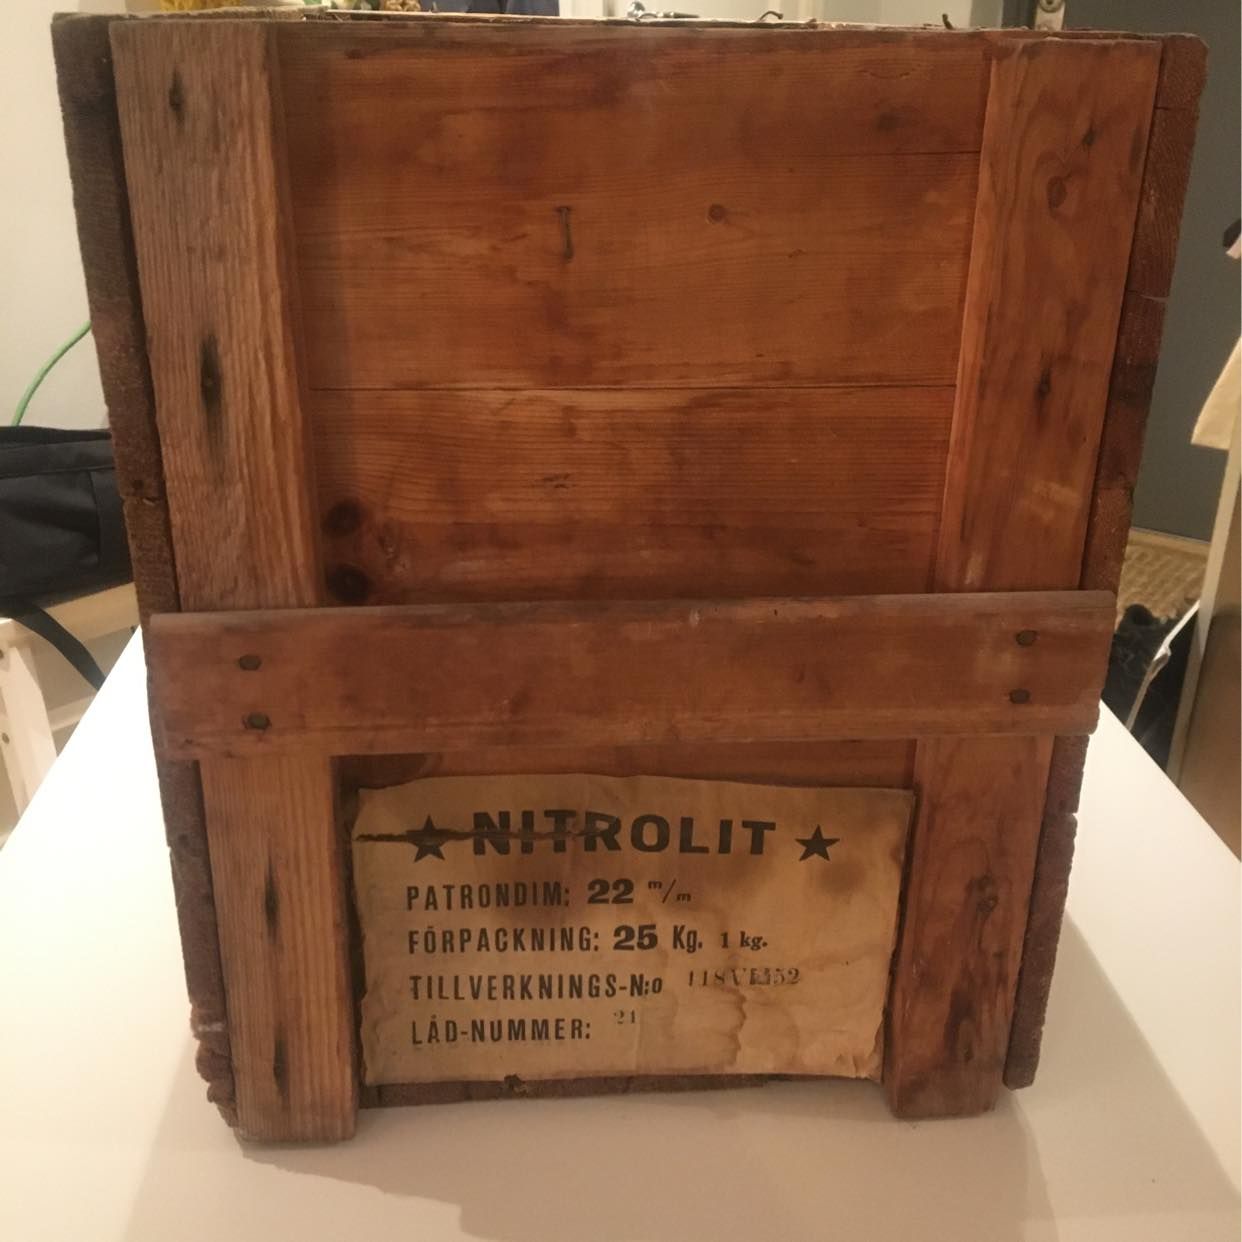 ★ NITROLIT ★
PATRONDIM: 22 m/m
FÖRPACKNING: 25 Kg. 1 kg.
TILLVERKNINGS-N:o
LÅD-NUMMER: 21